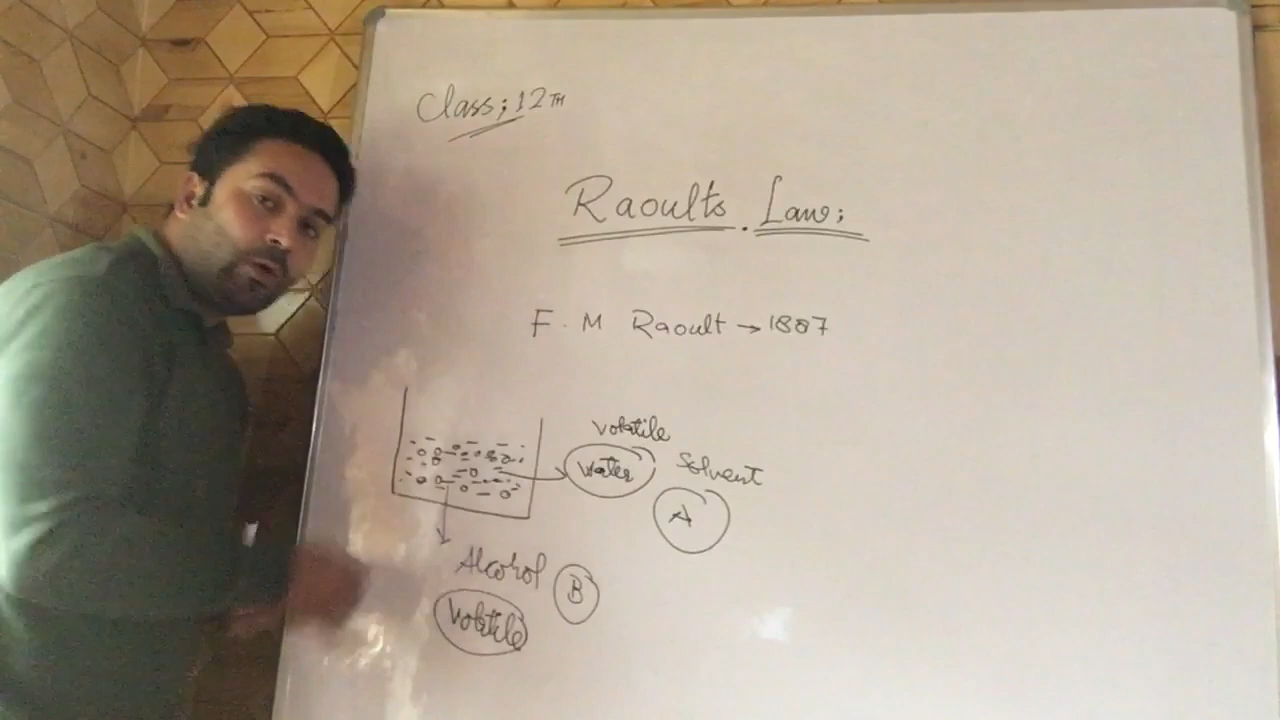 Class; 12TH
Raoults. Law;
F. M Raoult → 1887
Volatile
Water
Solvent
A
Alcohol B
Volatile